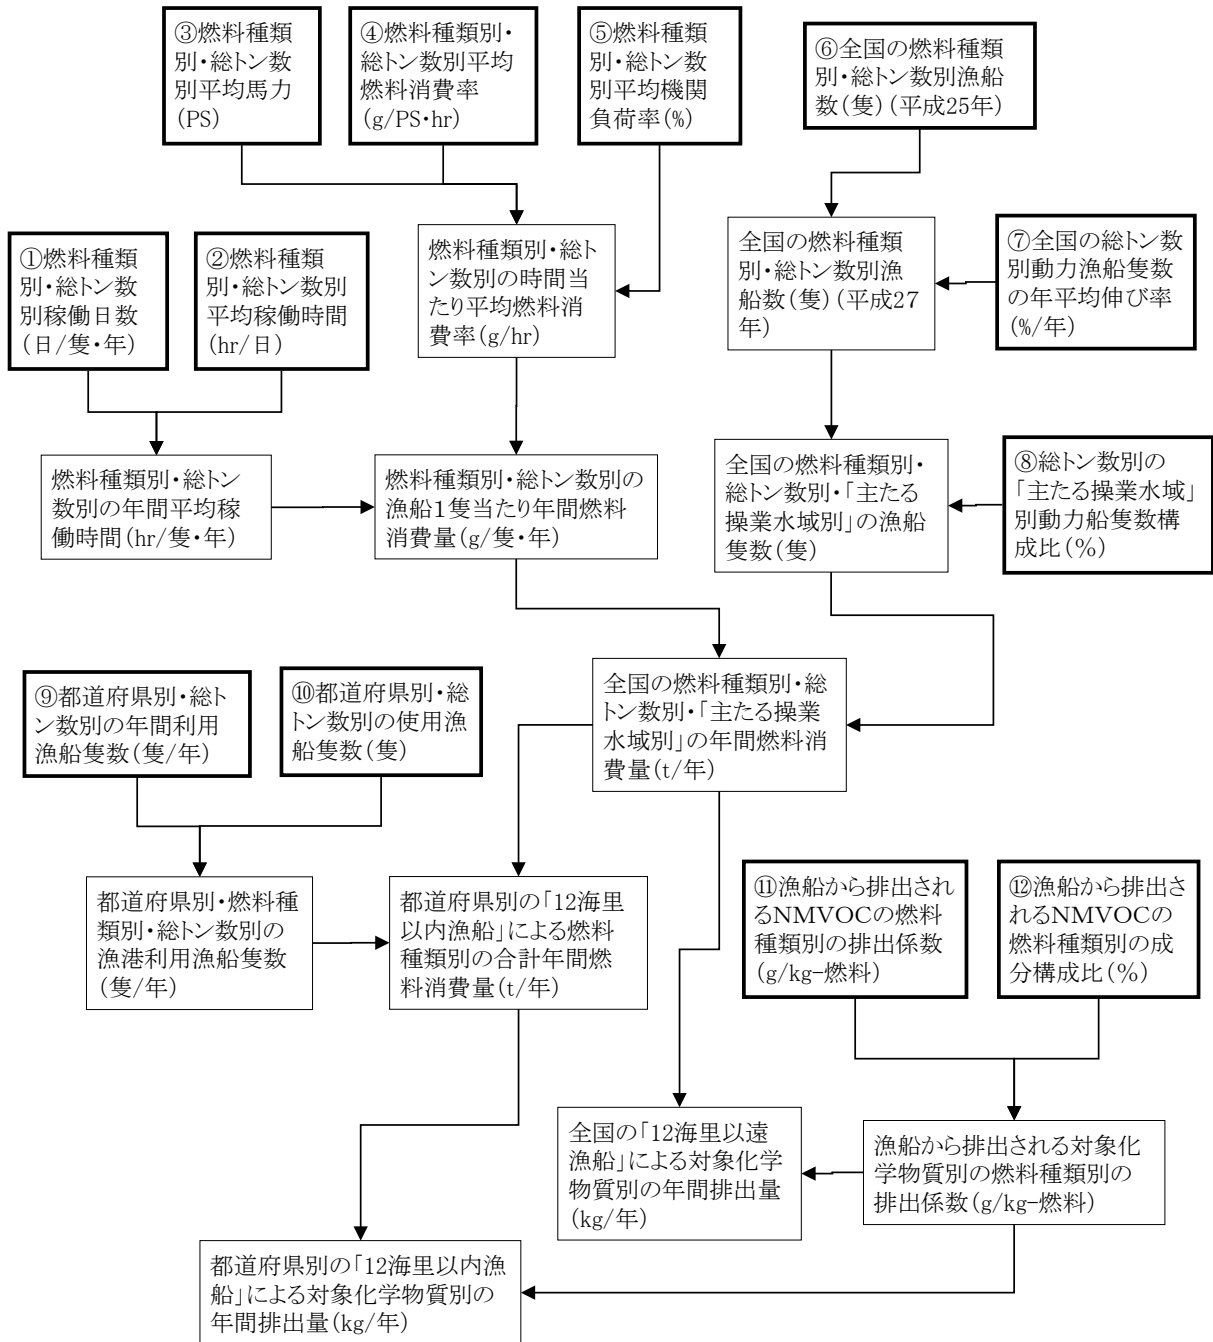 ③燃料種類
別・総トン数
別平均馬力
(PS)
④燃料種類別・
総トン数別平均
燃料消費率
(g/PS・hr)
⑤燃料種類
別・総トン数
別平均機関
負荷率(%)
⑥全国の燃料種類
別・総トン数別漁船
数(隻)(平成25年)
①燃料種類
別・総トン数
別稼働日数
(日/隻・年)
②燃料種類
別・総トン数別
平均稼働時間
(hr/日)
燃料種類別・総ト
ン数別の時間当
たり平均燃料消
費率(g/hr)
全国の燃料種類
別・総トン数別漁
船数(隻)(平成27
年)
⑦全国の総トン数
別動力漁船隻数
の年平均伸び率
(%/年)
燃料種類別・総トン
数別の年間平均稼
働時間(hr/隻・年)
燃料種類別・総トン数別の
漁船1隻当たり年間燃料
消費量(g/隻・年)
全国の燃料種類別・
総トン数別・「主たる
操業水域別」の漁船
隻数(隻)
⑧総トン数別の
「主たる操業水域」
別動力船隻数構
成比(%)
⑨都道府県別・総ト
ン数別の年間利用
漁船隻数(隻/年)
⑩都道府県別・総
トン数別の使用漁
船隻数(隻)
全国の燃料種類別・総
トン数別・「主たる操業
水域別」の年間燃料消
費量(t/年)
都道府県別・燃料種
類別・総トン数別の
漁港利用漁船隻数
(隻/年)
都道府県別の「12海里
以内漁船」による燃料
種類別の合計年間燃
料消費量(t/年)
⑪漁船から排出され
るNMVOCの燃料
種類別の排出係数
(g/kg-燃料)
⑫漁船から排出さ
れるNMVOCの
燃料種類別の成
分構成比(%)
全国の「12海里以遠
漁船」による対象化学
物質別の年間排出量
(kg/年)
漁船から排出される対象化
学物質別の燃料種類別の
排出係数(g/kg-燃料)
都道府県別の「12海里以内漁
船」による対象化学物質別の
年間排出量(kg/年)